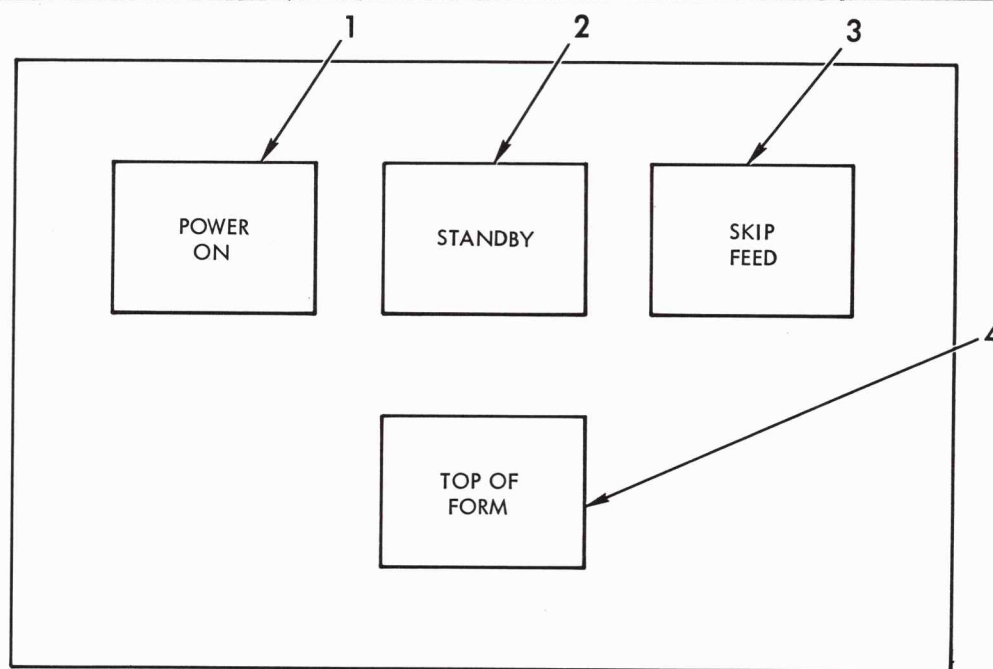 1 2 3
POWER
ON
STANDBY
SKIP
FEED
4
TOP OF
FORM